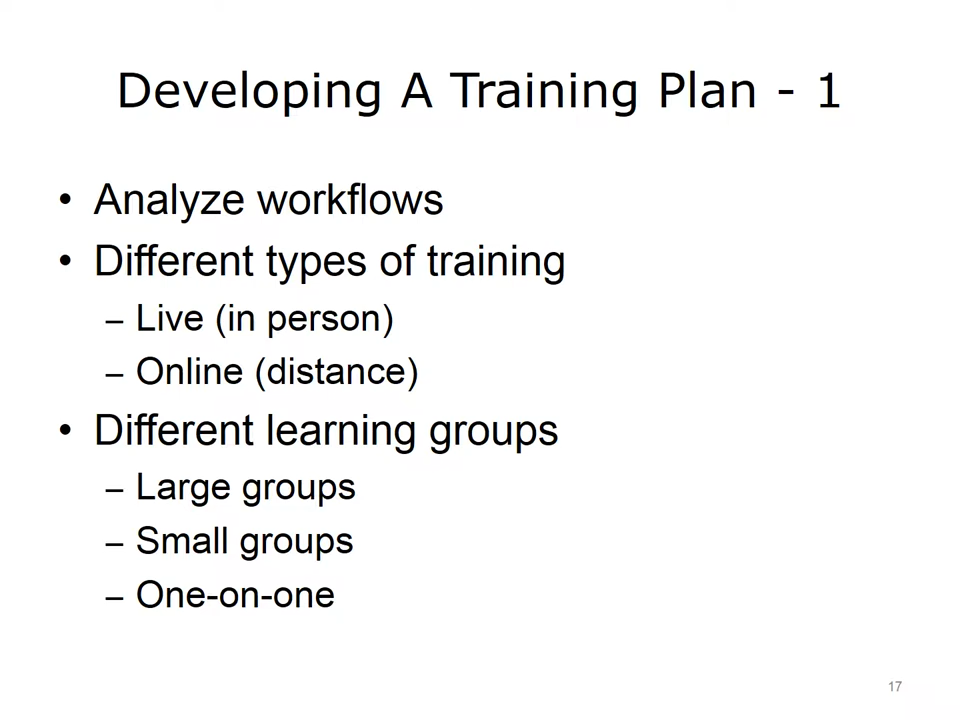 Developing A Training Plan - 1
• Analyze workflows
• Different types of training
– Live (in person)
– Online (distance)
• Different learning groups
– Large groups
– Small groups
– One-on-one
17